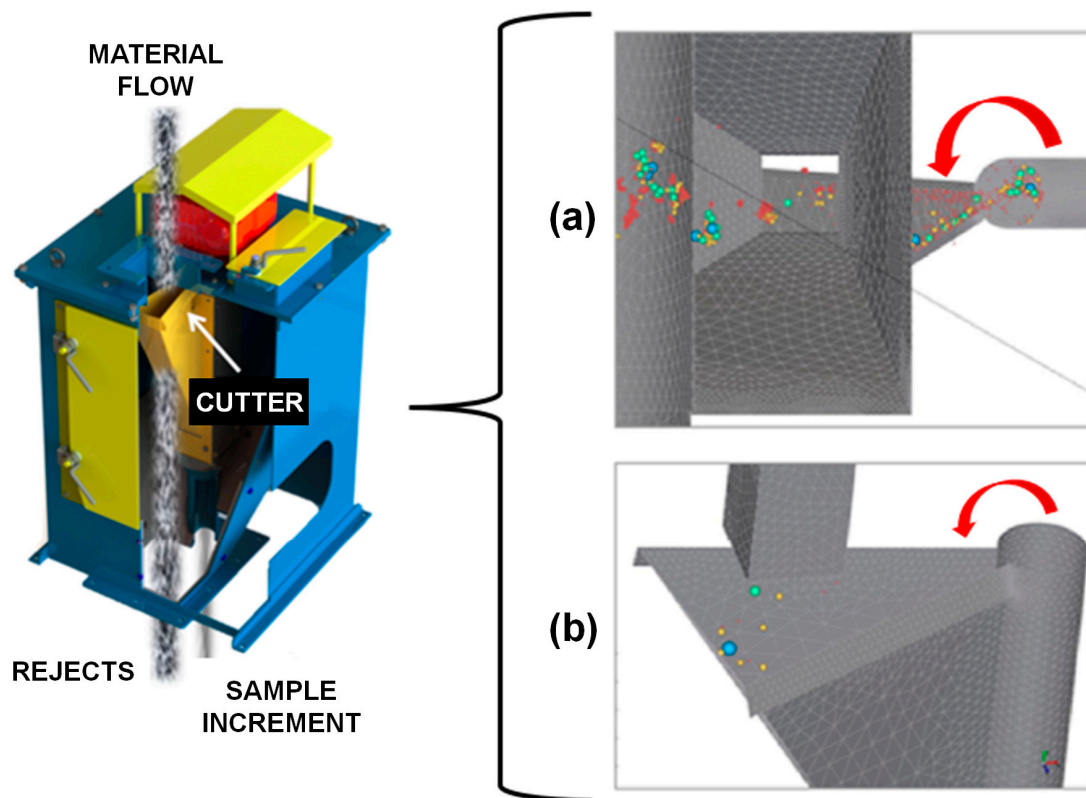 MATERIAL
FLOW
CUTTER
REJECTS
SAMPLE
INCREMENT
(a)
(b)